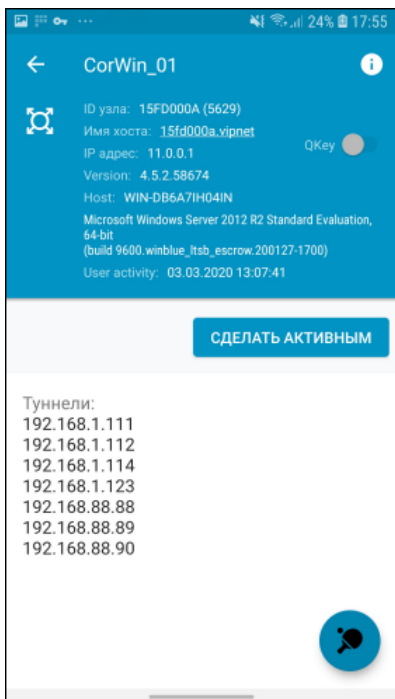 24% 17:55
CorWin_01
ID узла: 15FD000A (5629)
Имя хоста: 15fd000a.vipnet
QKey
IP адрес: 11.0.0.1
Version: 4.5.2.58674
Host: WIN-DB6A7IH04IN
Microsoft Windows Server 2012 R2 Standard Evaluation,
64-bit
(build 9600.winblue_ltsb_escrow.200127-1700)
User activity: 03.03.2020 13:07:41
СДЕЛАТЬ АКТИВНЫМ
Туннели:
192.168.1.111
192.168.1.112
192.168.1.114
192.168.1.123
192.168.88.88
192.168.88.89
192.168.88.90